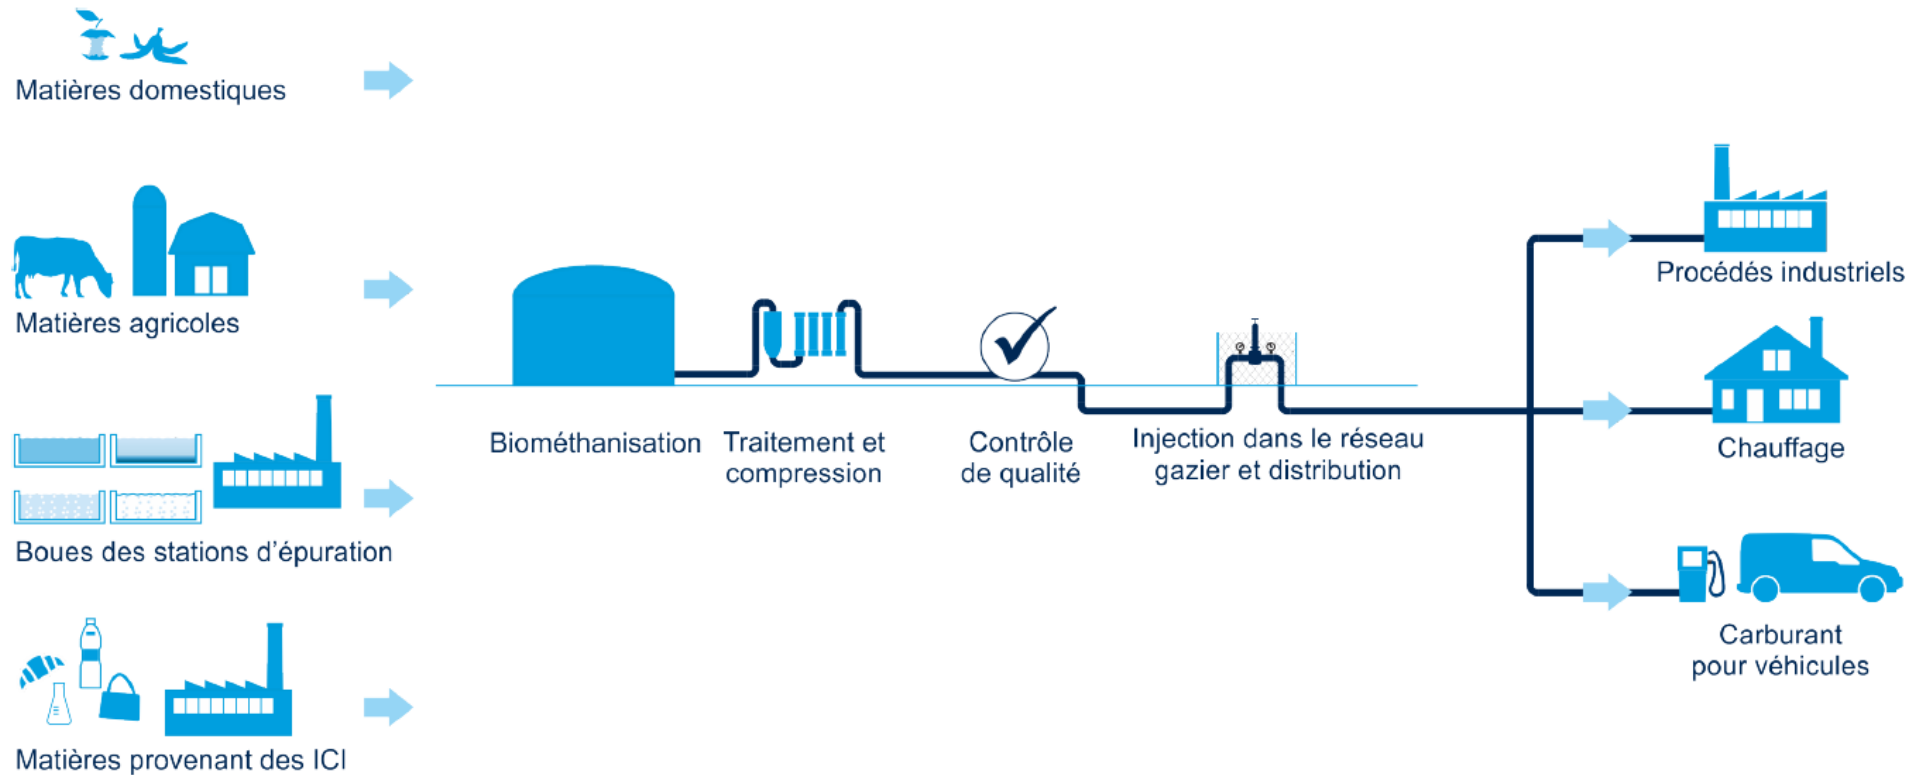 Matières domestiques
Matières agricoles
Boues des stations d’épuration
Matières provenant des ICI
Biométhanisation
Traitement et
compression
Contrôle
de qualité
Injection dans le réseau
gazier et distribution
Procédés industriels
Chauffage
Carburant
pour véhicules